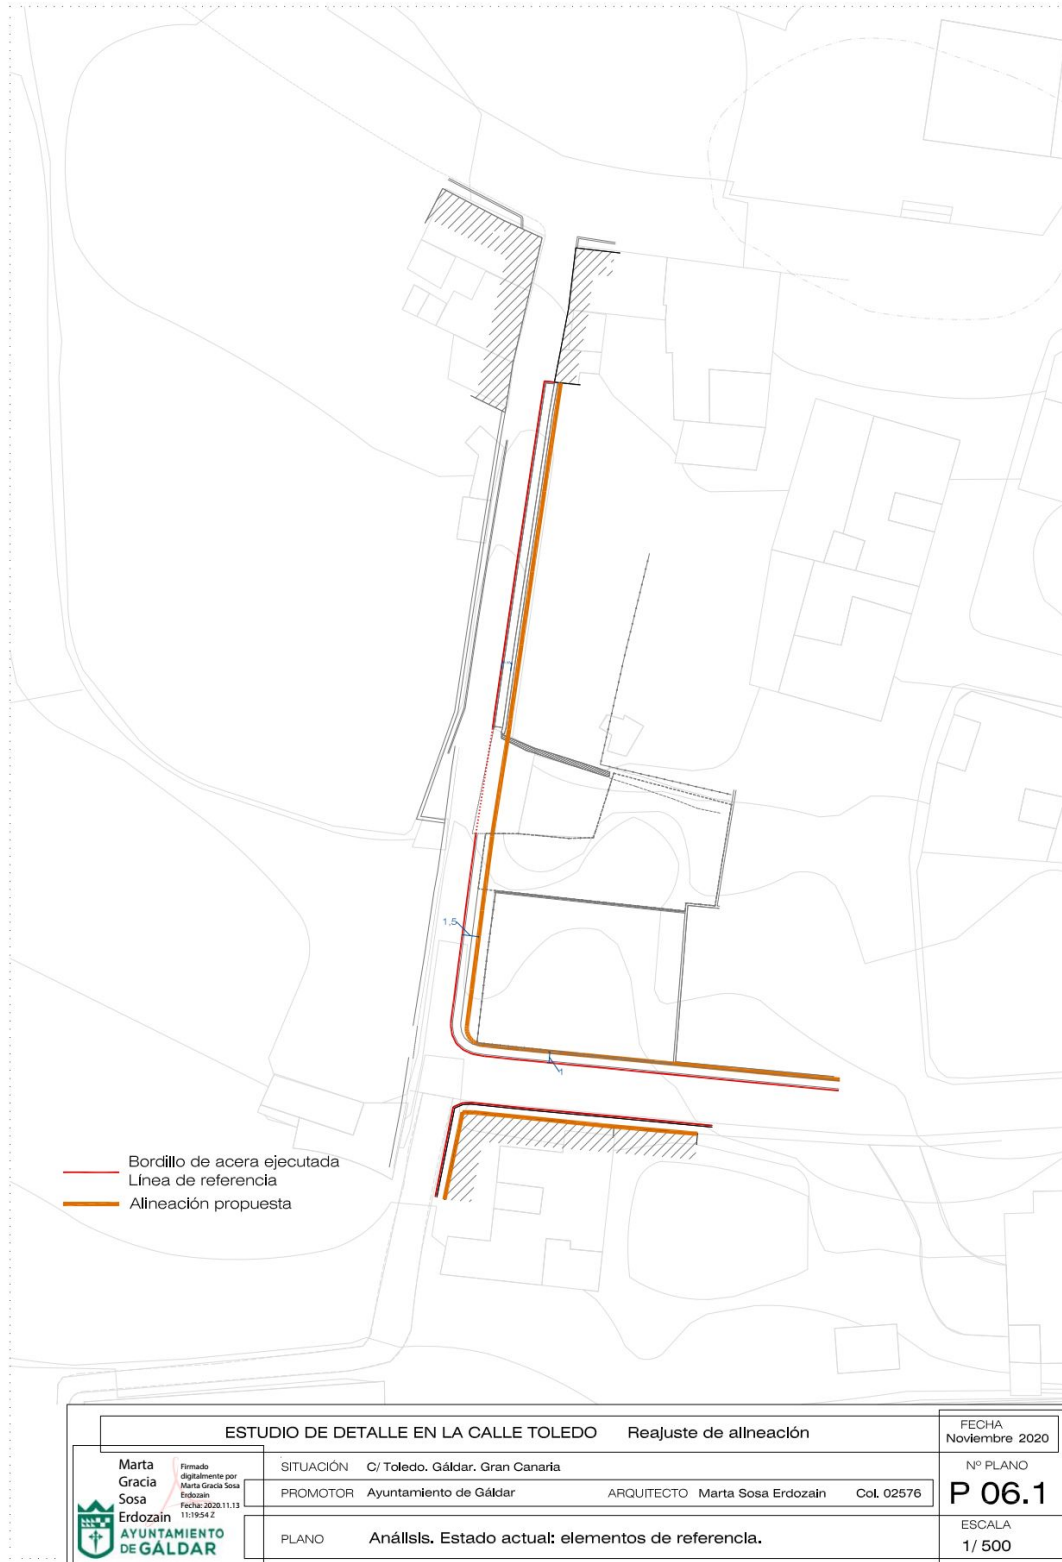 1
1,5
1
Bordillo de acera ejecutada
Línea de referencia
Alineación propuesta
ESTUDIO DE DETALLE EN LA CALLE TOLEDO Reajuste de alineación
FECHA
Noviembre 2020
Marta
Gracia
Sosa
Erdozain
Firmado
digitalmente por
Marta Gracia Sosa
Erdozain
Fecha: 2020.11.13
11:19:54 Z
AYUNTAMIENTO
DE GÁLDAR
SITUACIÓN C/ Toledo. Gáldar. Gran Canaria
PROMOTOR Ayuntamiento de Gáldar ARQUITECTO Marta Sosa Erdozain Col. 02576
PLANO Análisis. Estado actual: elementos de referencia.
Nº PLANO
P 06.1
ESCALA
1/ 500